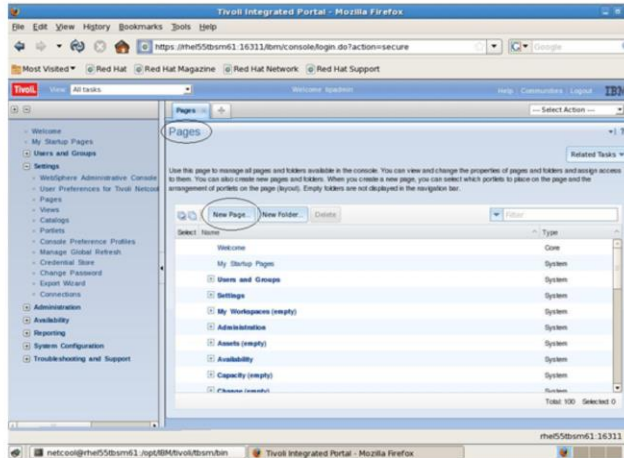 Tivoli Integrated Portal - Mozilla Firefox
File Edit View History Bookmarks Tools Help
https://rhel55tbsm61:16311/ibm/console/login.do?action=secure
Google
Most Visited Red Hat Red Hat Magazine Red Hat Network Red Hat Support
Tivoli. View: All tasks Welcome tipadmin Help Communities Logout IBM
Pages --- Select Action ---
Pages
Related Tasks
Use this page to manage all pages and folders available in the console. You can view and change the properties of pages and folders and assign access
to them. You can also create new pages and folders. When you create a new page, you can select which portlets to place on the page and the
arrangement of portlets on the page (layout). Empty folders are not displayed in the navigation bar.
New Page... New Folder... Delete Filter
Select Name Type
Welcome Core
My Startup Pages System
Users and Groups System
Settings System
My Workspaces (empty) System
Administration System
Assets (empty) System
Availability System
Capacity (empty) System
Change (empty) System
Total: 100 Selected: 0
Welcome
My Startup Pages
Users and Groups
Settings
WebSphere Administrative Console
User Preferences for Tivoli Netcool
Pages
Views
Catalogs
Portlets
Console Preference Profiles
Manage Global Refresh
Credential Store
Change Password
Export Wizard
Connections
Administration
Availability
Reporting
System Configuration
Troubleshooting and Support
rhel55tbsm61:16311
netcool@rhel55tbsm61:/opt/IBM/tivoli/tbsm/bin Tivoli Integrated Portal - Mozilla Firefox